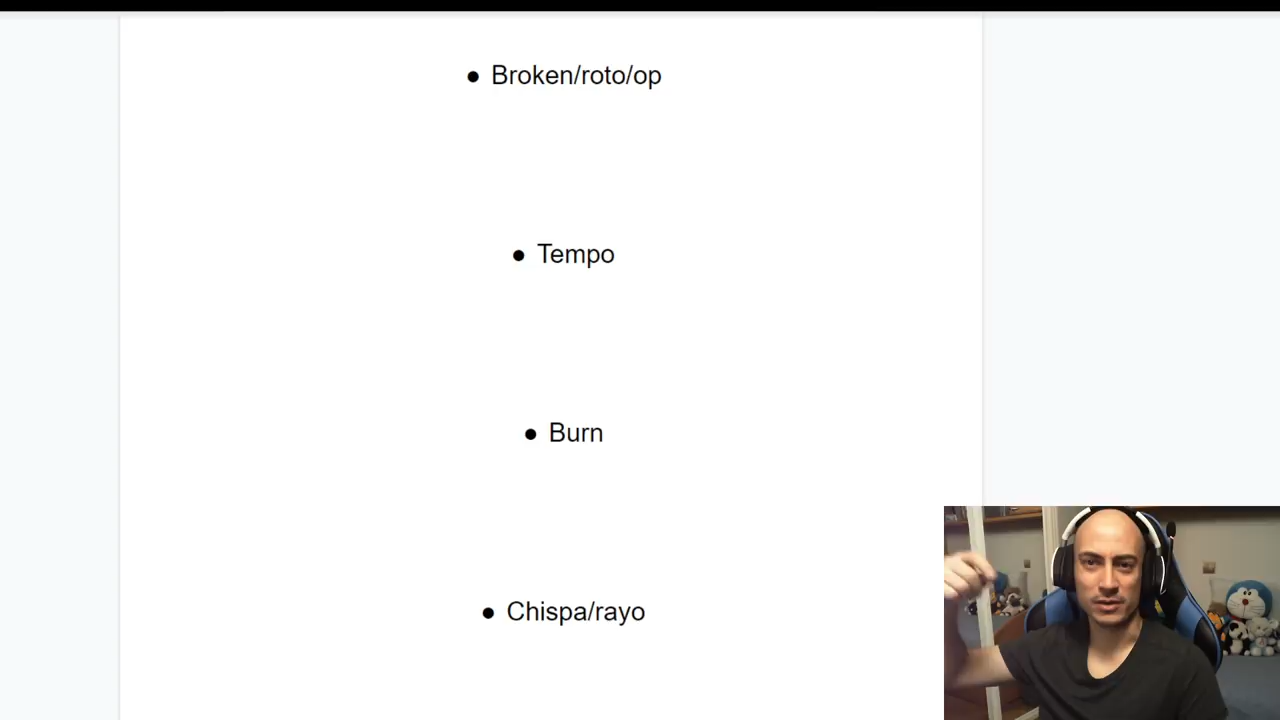 ● Broken/roto/op
● Tempo
● Burn
● Chispa/rayo